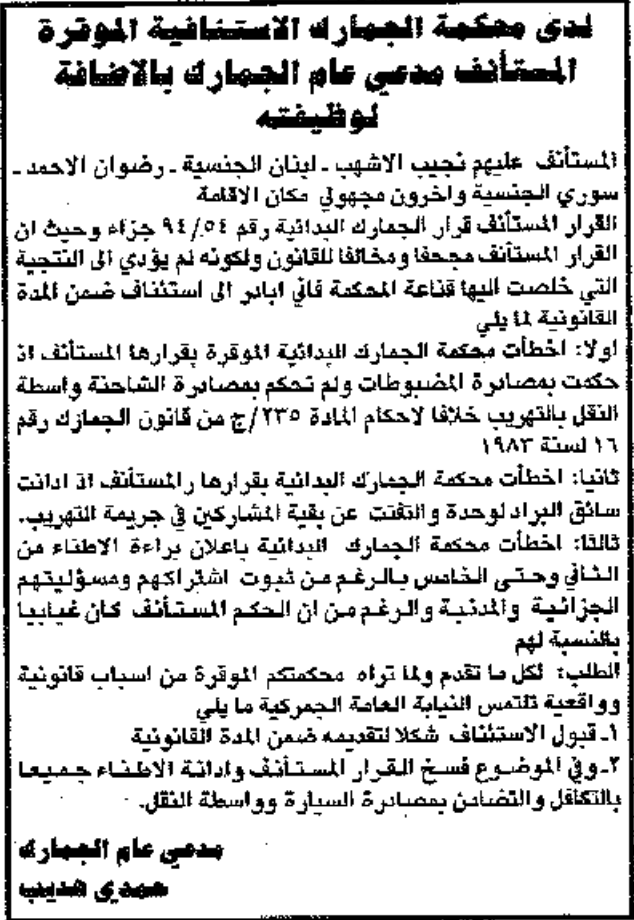 لدى محكمة الجمارك الاستئنافية الموقرة
المستأنف مدعي عام الجمارك بالاضافة
لوظيفته
المستأنف عليهم نجيب الاشهب ـ لبنان الجنسية ـ رضوان الاحمد ـ
سوري الجنسية واخرون مجهولي مكان الاقامة
القرار المستأنف قرار الجمارك البدائية رقم ٩٤/٥٤ جزاء وحيث ان
القرار المستأنف مجحفا ومخالفا للقانون ولكونه لم يؤدي الى النتجية
التي خلصت اليها قناعة المحكمة فاني ابادر الى استئناف ضمن المدة
القانونية لما يلي
اولا: اخطأت محكمة الجمارك البدائية الموقرة بقرارها المستأنف اذ
حكمت بمصادرة المضبوطات ولم تحكم بمصادرة الشاحنة واسطة
النقل بالتهريب خلافا لاحكام المادة ٢٣٥/ج من قانون الجمارك رقم
١٦ لسنة ١٩٨٣
ثانيا: اخطأت محكمة الجمارك البدائية بقرارها رالمستأنف اذ ادانت
سائق البراد لوحدة والتفتت عن بقية المشاركين في جريمة التهريب.
ثالثا: اخطأت محكمة الجمارك البدائية باعلان براءة الاظناء من
الثاني وحتى الخامس بالرغم من ثبوت اشتراكهم ومسؤليتهم
الجزائية والمدنية والرغم من ان الحكم المستأنف كان غيابيا
بالنسبة لهم
الطلب: لكل ما تقدم ولما تراه محكمتكم الموقرة من اسباب قانونية
وواقعية تلتمس النيابة العامة الجمركية ما يلي
١ـ قبول الاستئناف شكلا لتقديمه ضمن المدة القانونية
٢ـ وفي الموضوع فسخ القرار المستأنف وادانة الاظناء جميعا
بالتكافل والتضامن بمصادرة السيارة وواسطة النقل.
مدعي عام الجمارك
حمدي هديب